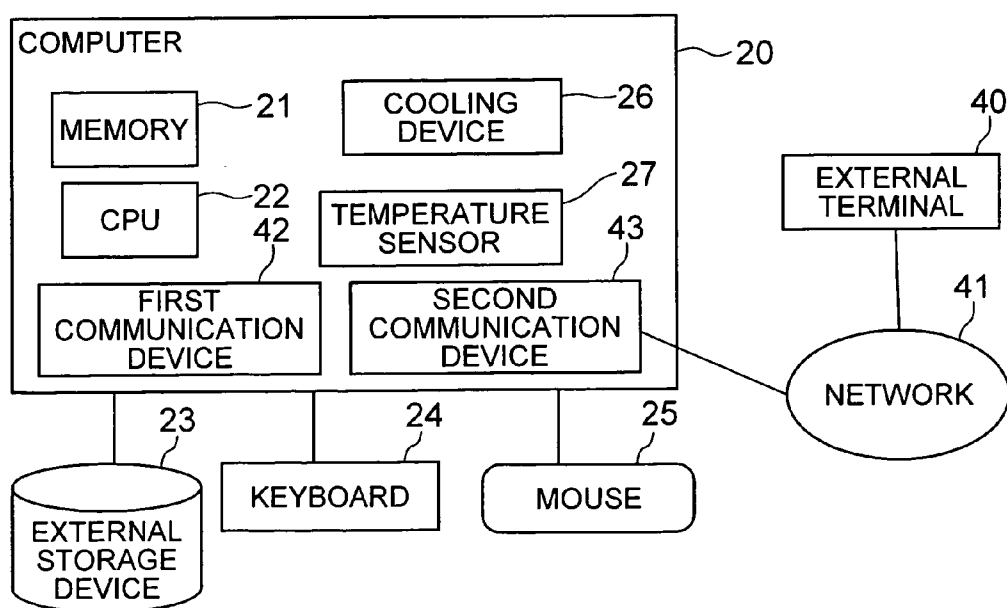 COMPUTER
20
MEMORY
21
COOLING
DEVICE
26
CPU
22
TEMPERATURE
SENSOR
27
FIRST
COMMUNICATION
DEVICE
42
SECOND
COMMUNICATION
DEVICE
43
EXTERNAL
TERMINAL
40
NETWORK
41
EXTERNAL
STORAGE
DEVICE
23
KEYBOARD
24
MOUSE
25